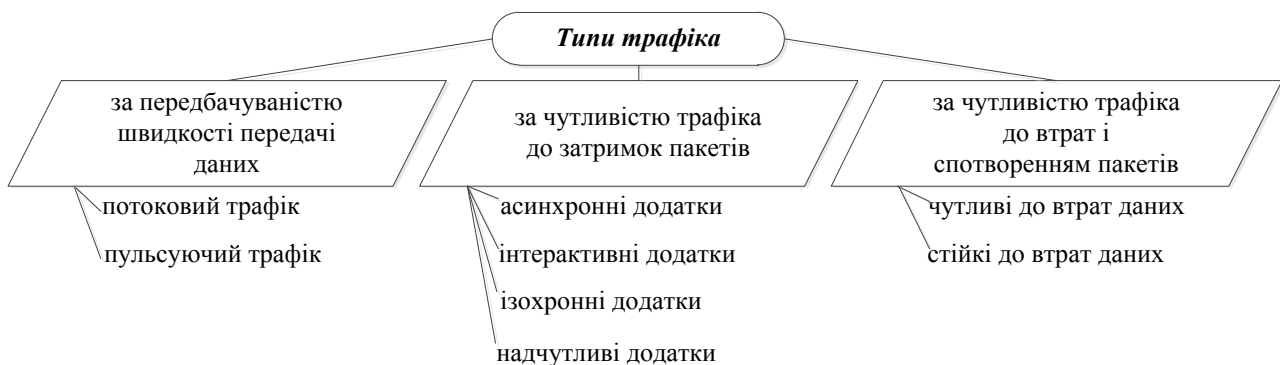 Типи трафіка
за передбачуваністю
швидкості передачі
даних
потоковий трафік
пульсуючий трафік
за чутливістю трафіка
до затримок пакетів
асинхронні додатки
інтерактивні додатки
ізохронні додатки
надчутливі додатки
за чутливістю трафіка
до втрат і
спотворенням пакетів
чутливі до втрат даних
стійкі до втрат даних